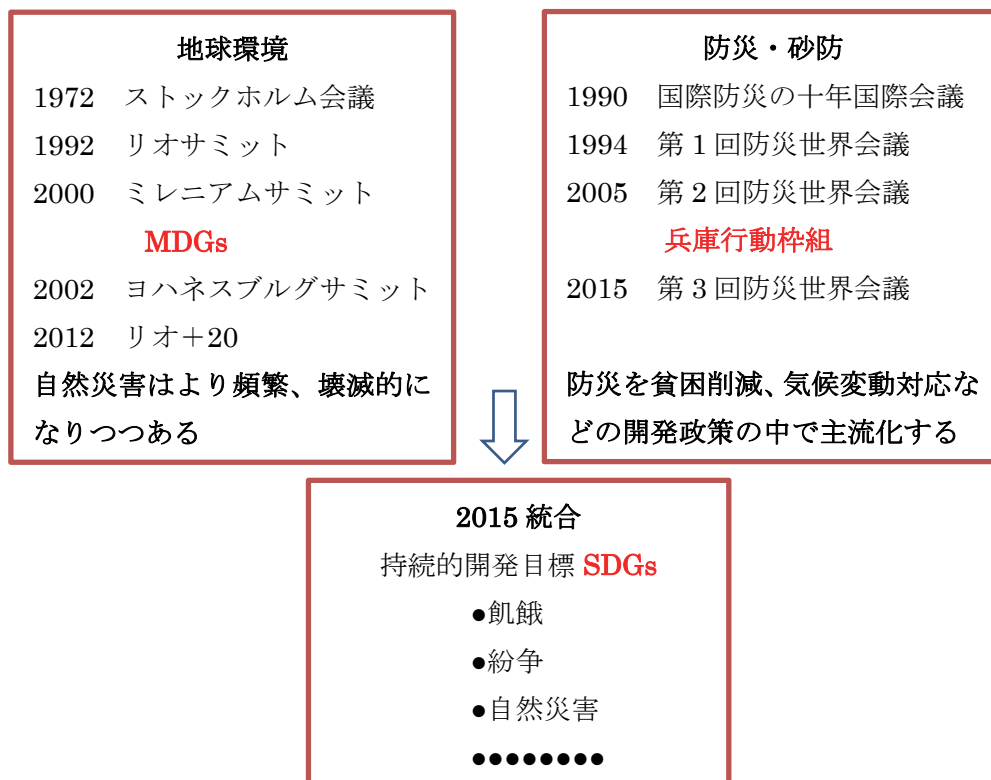 地球環境
1972 ストックホルム会議
1992 リオサミット
2000 ミレニアムサミット
MDGs
2002 ヨハネスブルグサミット
2012 リオ＋20
自然災害はより頻繁、壊滅的に
なりつつある
防災・砂防
1990 国際防災の十年国際会議
1994 第1回防災世界会議
2005 第2回防災世界会議
兵庫行動枠組
2015 第3回防災世界会議
防災を貧困削減、気候変動対応な
どの開発政策の中で主流化する
2015 統合
持続的開発目標 SDGs
●飢餓
●紛争
●自然災害
●●●●●●●●